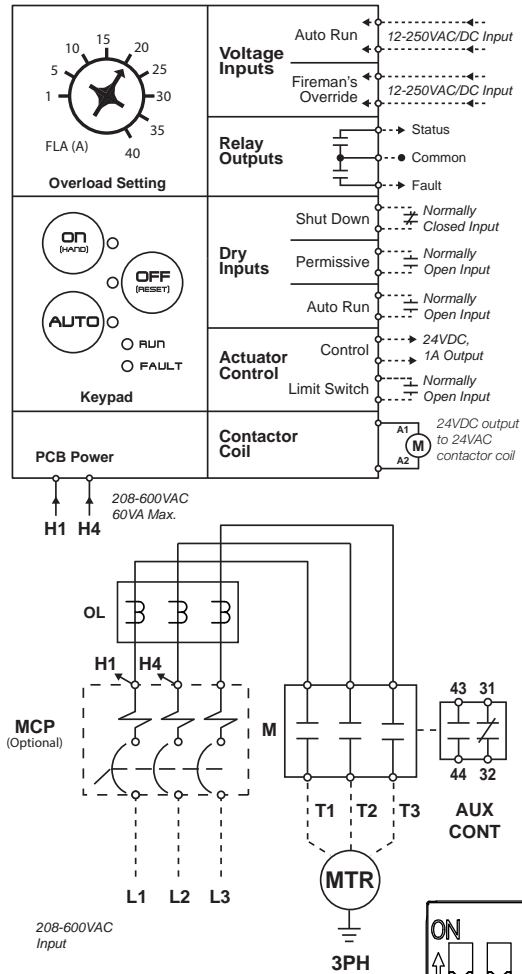 15
10
20
5
25
1
30
35
40
FLA (A)
Overload Setting
Voltage
Inputs
Auto Run
12-250VAC/DC Input
Fireman's
Override
12-250VAC/DC Input
Relay
Outputs
Status
Common
Fault
ON
(HAND)
OFF
(RESET)
AUTO
RUN
FAULT
Keypad
Dry
Inputs
Shut Down
Normally
Closed Input
Permissive
Normally
Open Input
Auto Run
Normally
Open Input
Actuator
Control
Control
24VDC,
1A Output
Limit Switch
Normally
Open Input
PCB Power
Contactor
Coil
A1
M
A2
24VDC output
to 24VAC
contactor coil
H1 H4
208-600VAC
60VA Max.
OL
H1 H4
MCP
(Optional)
M
43 31
44 32
AUX
CONT
T1 T2 T3
MTR
3PH
L1 L2 L3
208-600VAC
Input
ON